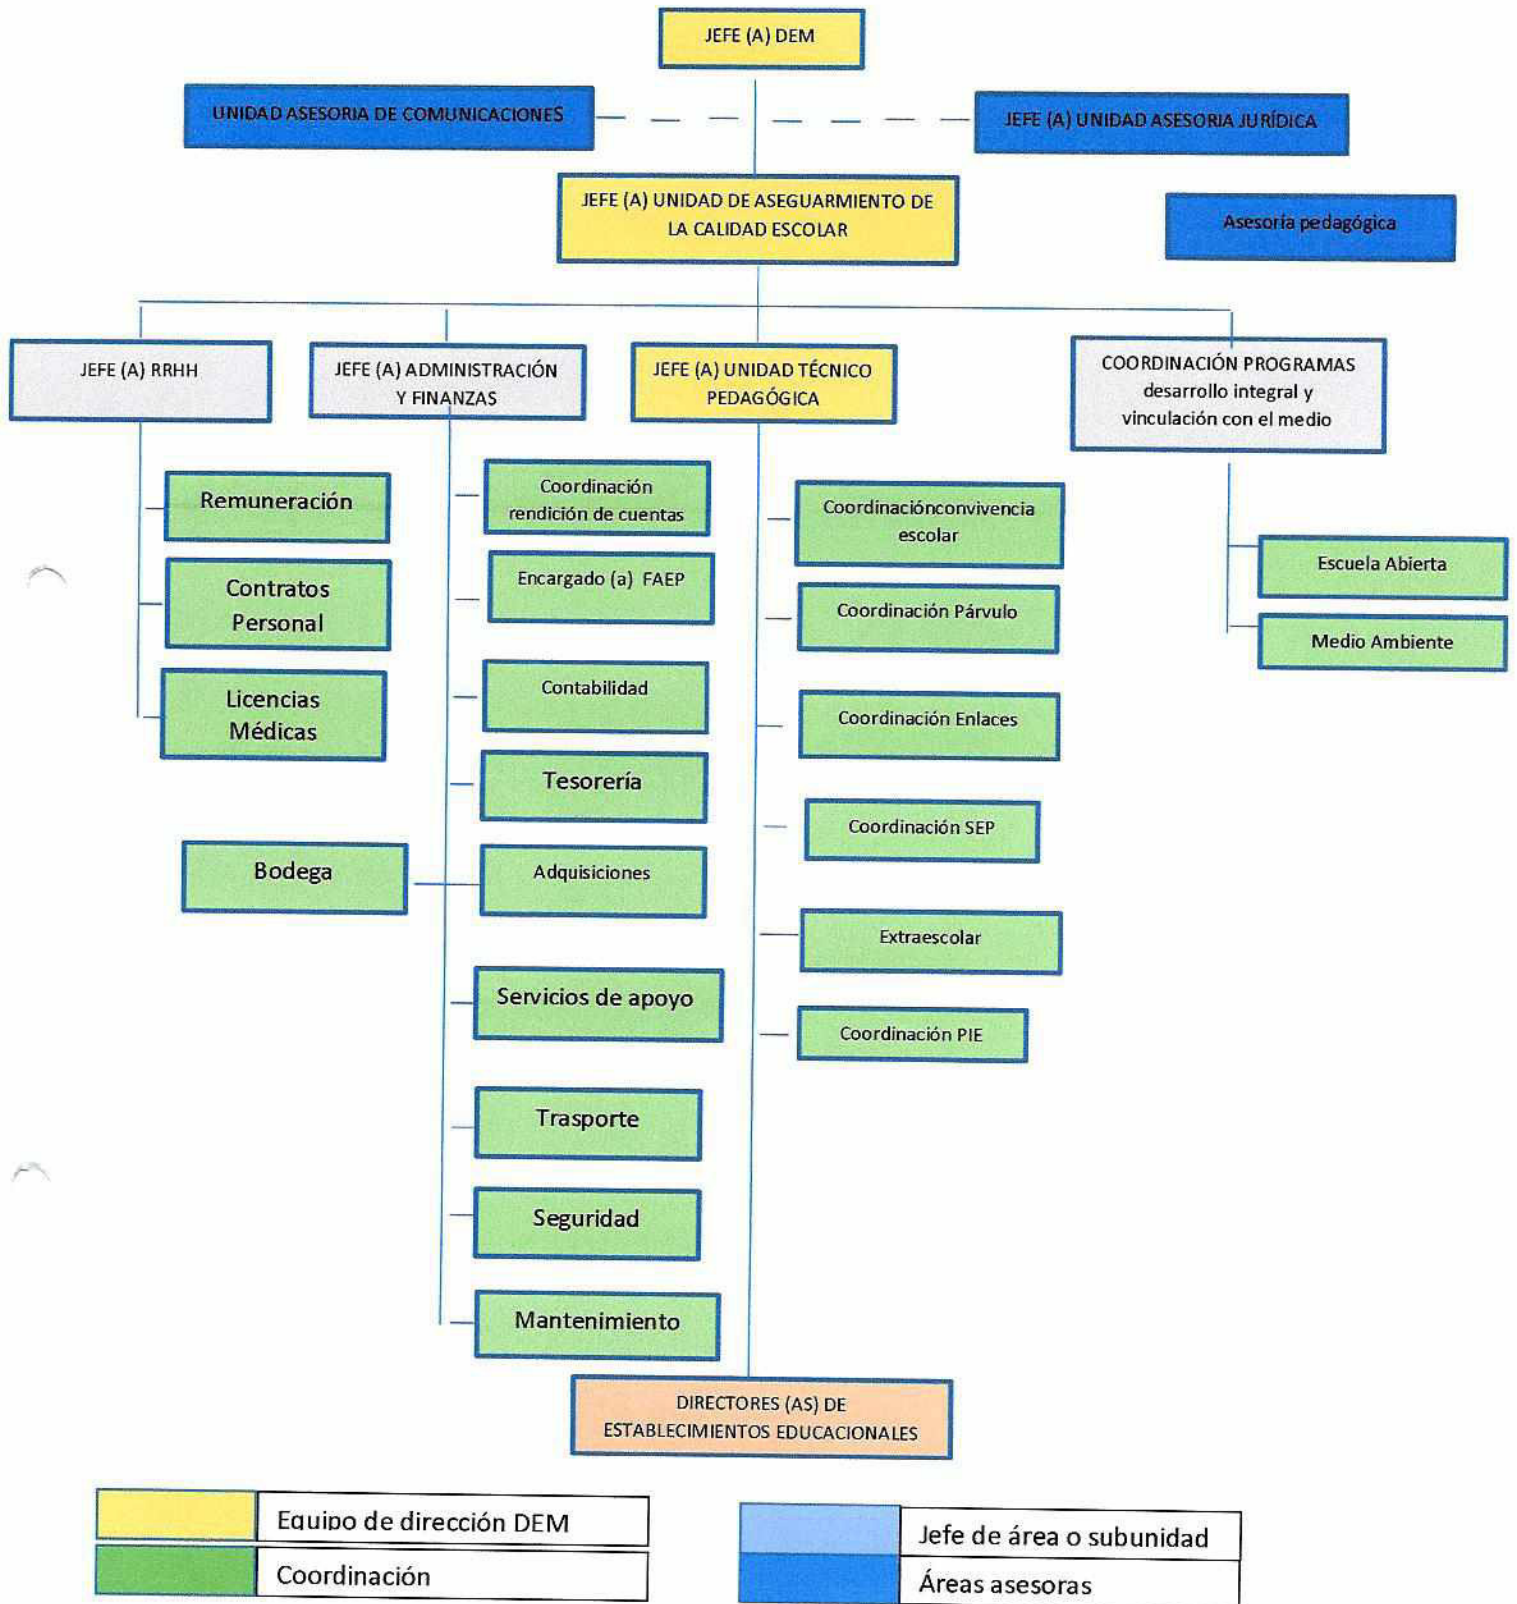 JEFE (A) DEM
UNIDAD ASESORIA DE COMUNICACIONES
JEFE (A) UNIDAD ASESORIA JURÍDICA
JEFE (A) UNIDAD DE ASEGUARMIENTO DE
LA CALIDAD ESCOLAR
Asesoría pedagógica
JEFE (A) RRHH
JEFE (A) ADMINISTRACIÓN
Y FINANZAS
JEFE (A) UNIDAD TÉCNICO
PEDAGÓGICA
COORDINACIÓN PROGRAMAS
desarrollo integral y
vinculación con el medio
Remuneración
Contratos
Personal
Licencias
Médicas
Coordinación
rendición de cuentas
Encargado (a) FAEP
Contabilidad
Tesorería
Bodega
Adquisiciones
Servicios de apoyo
Trasporte
Seguridad
Mantenimiento
Coordinaciónconvivencia
escolar
Coordinación Párvulo
Coordinación Enlaces
Coordinación SEP
Extraescolar
Coordinación PIE
Escuela Abierta
Medio Ambiente
DIRECTORES (AS) DE
ESTABLECIMIENTOS EDUCACIONALES
Equipo de dirección DEM
Coordinación
Jefe de área o subunidad
Áreas asesoras